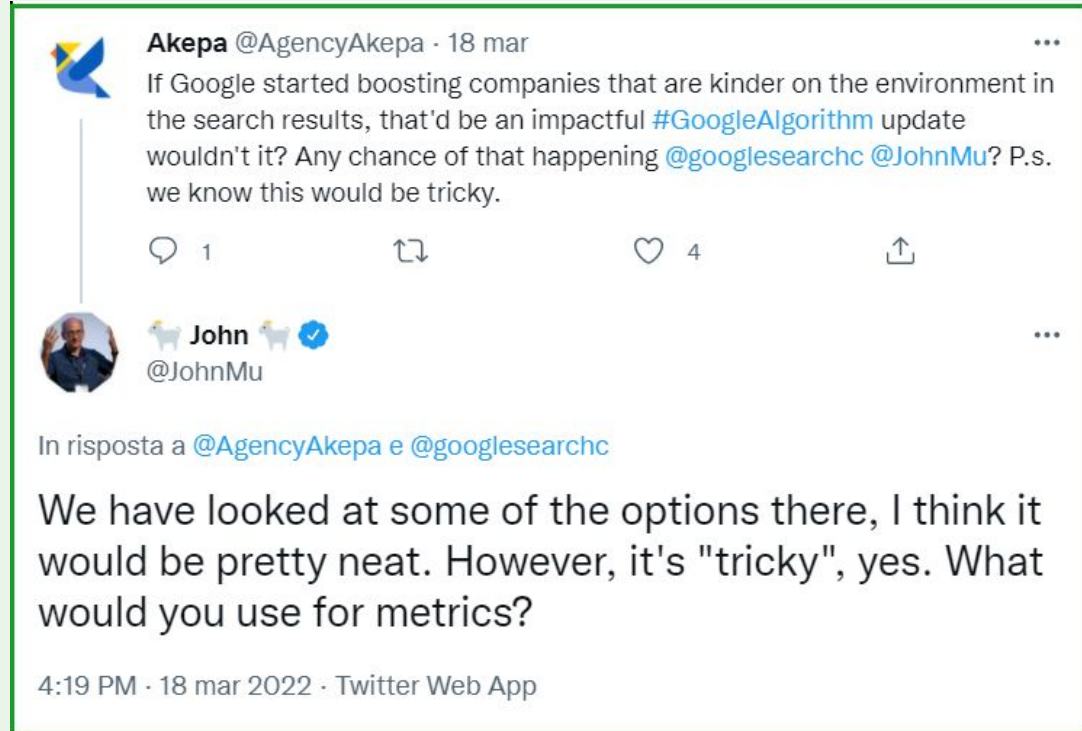 Akepa @AgencyAkepa · 18 mar
If Google started boosting companies that are kinder on the environment in
the search results, that'd be an impactful #GoogleAlgorithm update
wouldn't it? Any chance of that happening @googlesearchc @JohnMu? P.s.
we know this would be tricky.
1 4
🐐 John 🐐
@JohnMu
In risposta a @AgencyAkepa e @googlesearchc
We have looked at some of the options there, I think it
would be pretty neat. However, it's "tricky", yes. What
would you use for metrics?
4:19 PM · 18 mar 2022 · Twitter Web App